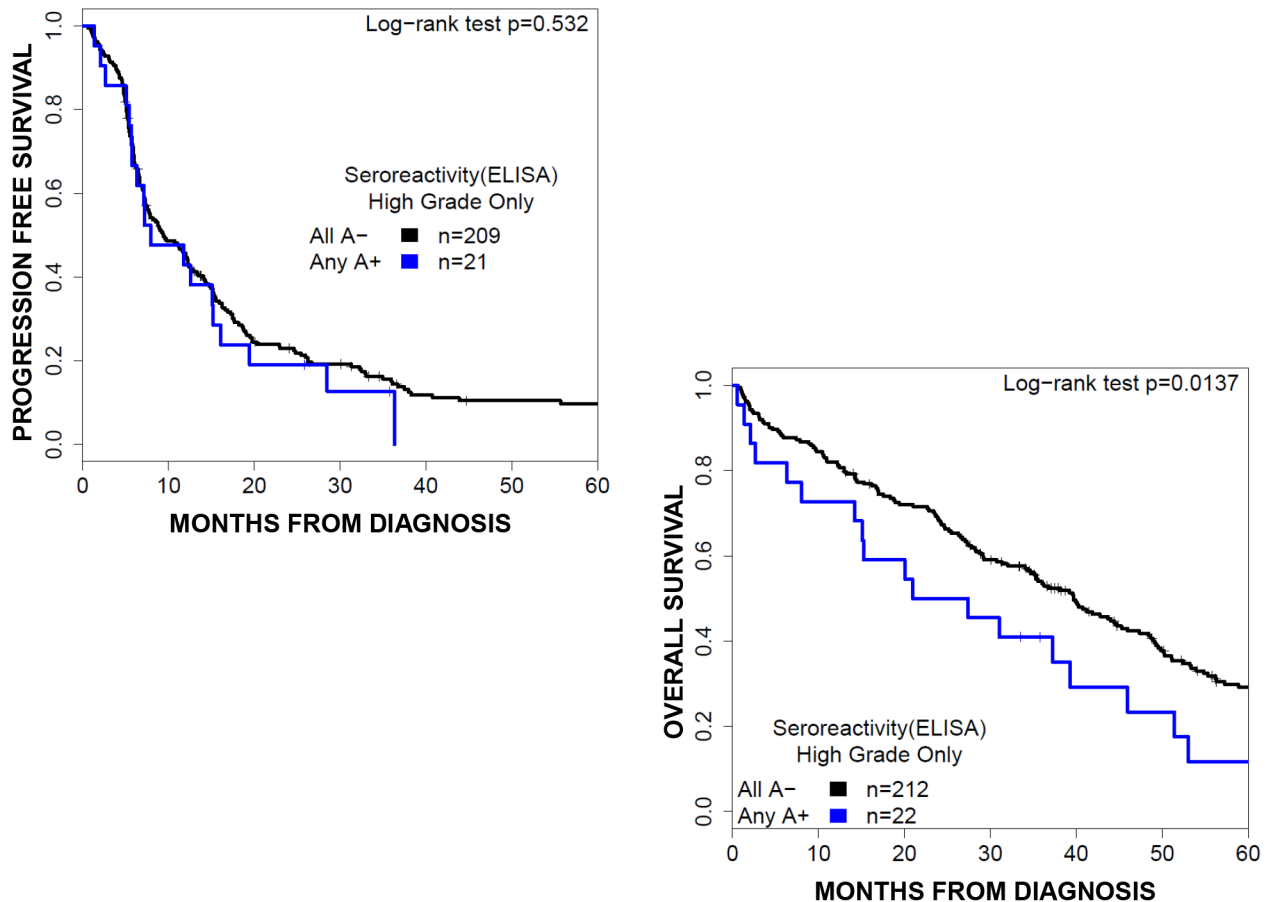 Log−rank test p=0.532
PROGRESSION FREE SURVIVAL
1.0
0.8
0.6
0.4
0.2
0.0
Seroreactivity(ELISA)
High Grade Only
All A− n=209
Any A+ n=21
0 10 20 30 40 50 60
MONTHS FROM DIAGNOSIS
Log−rank test p=0.0137
OVERALL SURVIVAL
1.0
0.8
0.6
0.4
0.2
0.0
Seroreactivity(ELISA)
High Grade Only
All A− n=212
Any A+ n=22
0 10 20 30 40 50 60
MONTHS FROM DIAGNOSIS